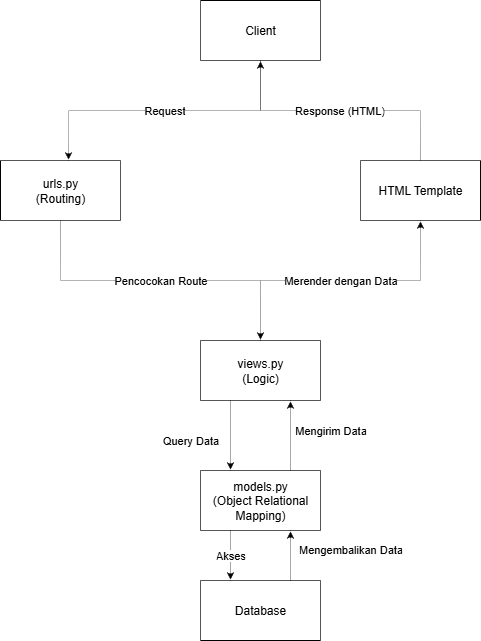 Client
Request
Response (HTML)
urls.py
(Routing)
HTML Template
Pencocokan Route
Merender dengan Data
views.py
(Logic)
Query Data
Mengirim Data
models.py
(Object Relational
Mapping)
Akses
Mengembalikan Data
Database